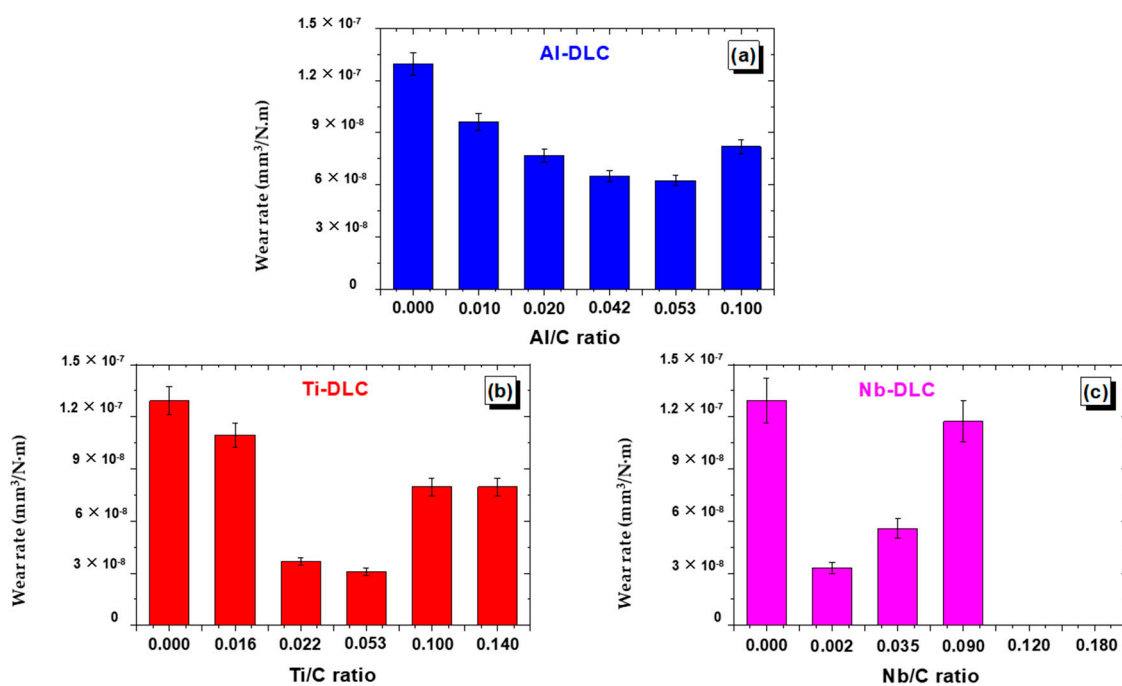 Al-DLC
(a)
Wear rate (mm³/N.m)
1.5 × 10⁻⁷
1.2 × 10⁻⁷
9 × 10⁻⁸
6 × 10⁻⁸
3 × 10⁻⁸
0
0.000 0.010 0.020 0.042 0.053 0.100
Al/C ratio
Ti-DLC
(b)
Wear rate (mm³/N·m)
1.5 × 10⁻⁷
1.2 × 10⁻⁷
9 × 10⁻⁸
6 × 10⁻⁸
3 × 10⁻⁸
0
0.000 0.016 0.022 0.053 0.100 0.140
Ti/C ratio
Nb-DLC
(c)
Wear rate (mm³/N·m)
1.5 × 10⁻⁷
1.2 × 10⁻⁷
9 × 10⁻⁸
6 × 10⁻⁸
3 × 10⁻⁸
0
0.000 0.002 0.035 0.090 0.120 0.180
Nb/C ratio